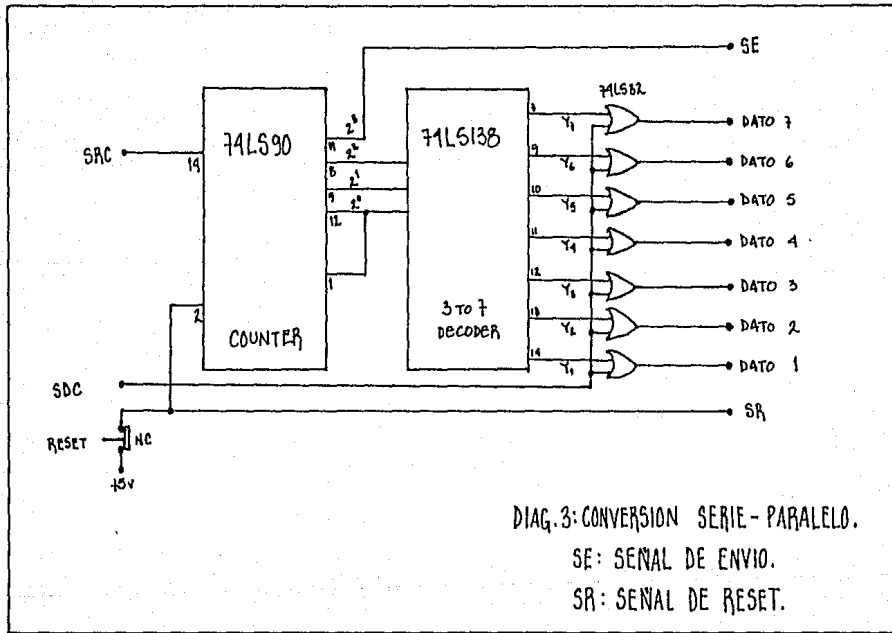 SE
74LS32
74LS90
74LS138
2³
11
2²
8
2¹
9
2⁰
12
1
SRC
14
2
COUNTER
3 TO 7
DECODER
7
Y₇
DATO 7
9
Y₆
DATO 6
10
Y₅
DATO 5
11
Y₄
DATO 4
12
Y₃
DATO 3
13
Y₂
DATO 2
14
Y₁
DATO 1
SDC
SR
RESET
NC
+5V
DIAG.3: CONVERSION SERIE-PARALELO.
SE: SEÑAL DE ENVIO.
SR: SEÑAL DE RESET.